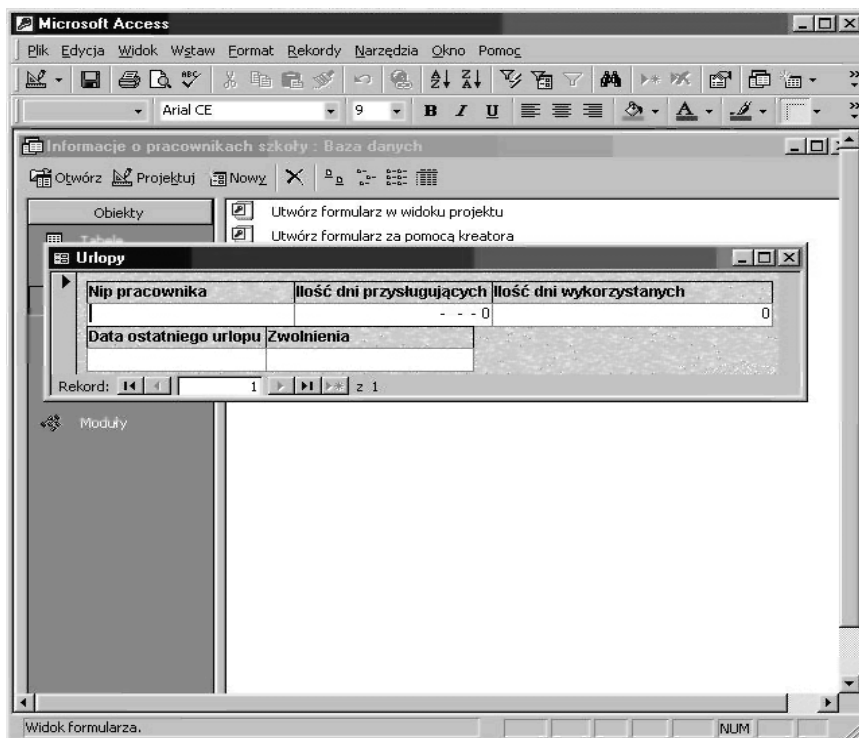 Microsoft Access
Plik Edycja Widok Wstaw Format Rekordy Narzędzia Okno Pomoc
Arial CE 9 B I U
Informacje o pracownikach szkoły : Baza danych
Otwórz Projektuj Nowy
Obiekty
Utwórz formularz w widoku projektu
Tabele
Utwórz formularz za pomocą kreatora
Urlopy
Nip pracownika Ilość dni przysługujących Ilość dni wykorzystanych
- - - 0 0
Data ostatniego urlopu Zwolnienia
Rekord: 1 z 1
Moduły
Widok formularza. NUM